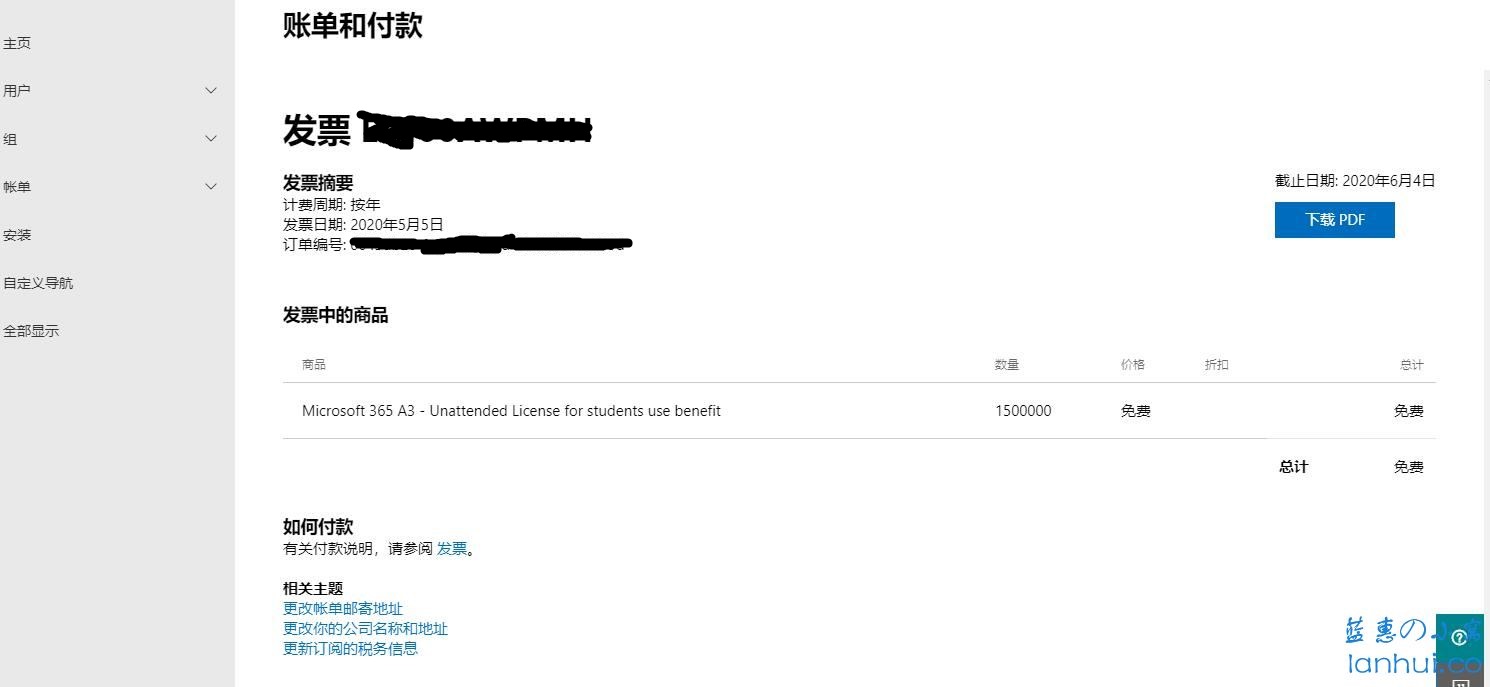 账单和付款
主页
用户
组
帐单
安装
自定义导航
全部显示
发票
发票摘要
计费周期: 按年
发票日期: 2020年5月5日
订单编号:
截止日期: 2020年6月4日
下载 PDF
发票中的商品
商品 数量 价格 折扣 总计
Microsoft 365 A3 - Unattended License for students use benefit 1500000 免费 免费
总计 免费
如何付款
有关付款说明，请参阅 发票。
相关主题
更改帐单邮寄地址
更改你的公司名称和地址
更新订阅的税务信息
蓝惠の小窝
lanhui.co